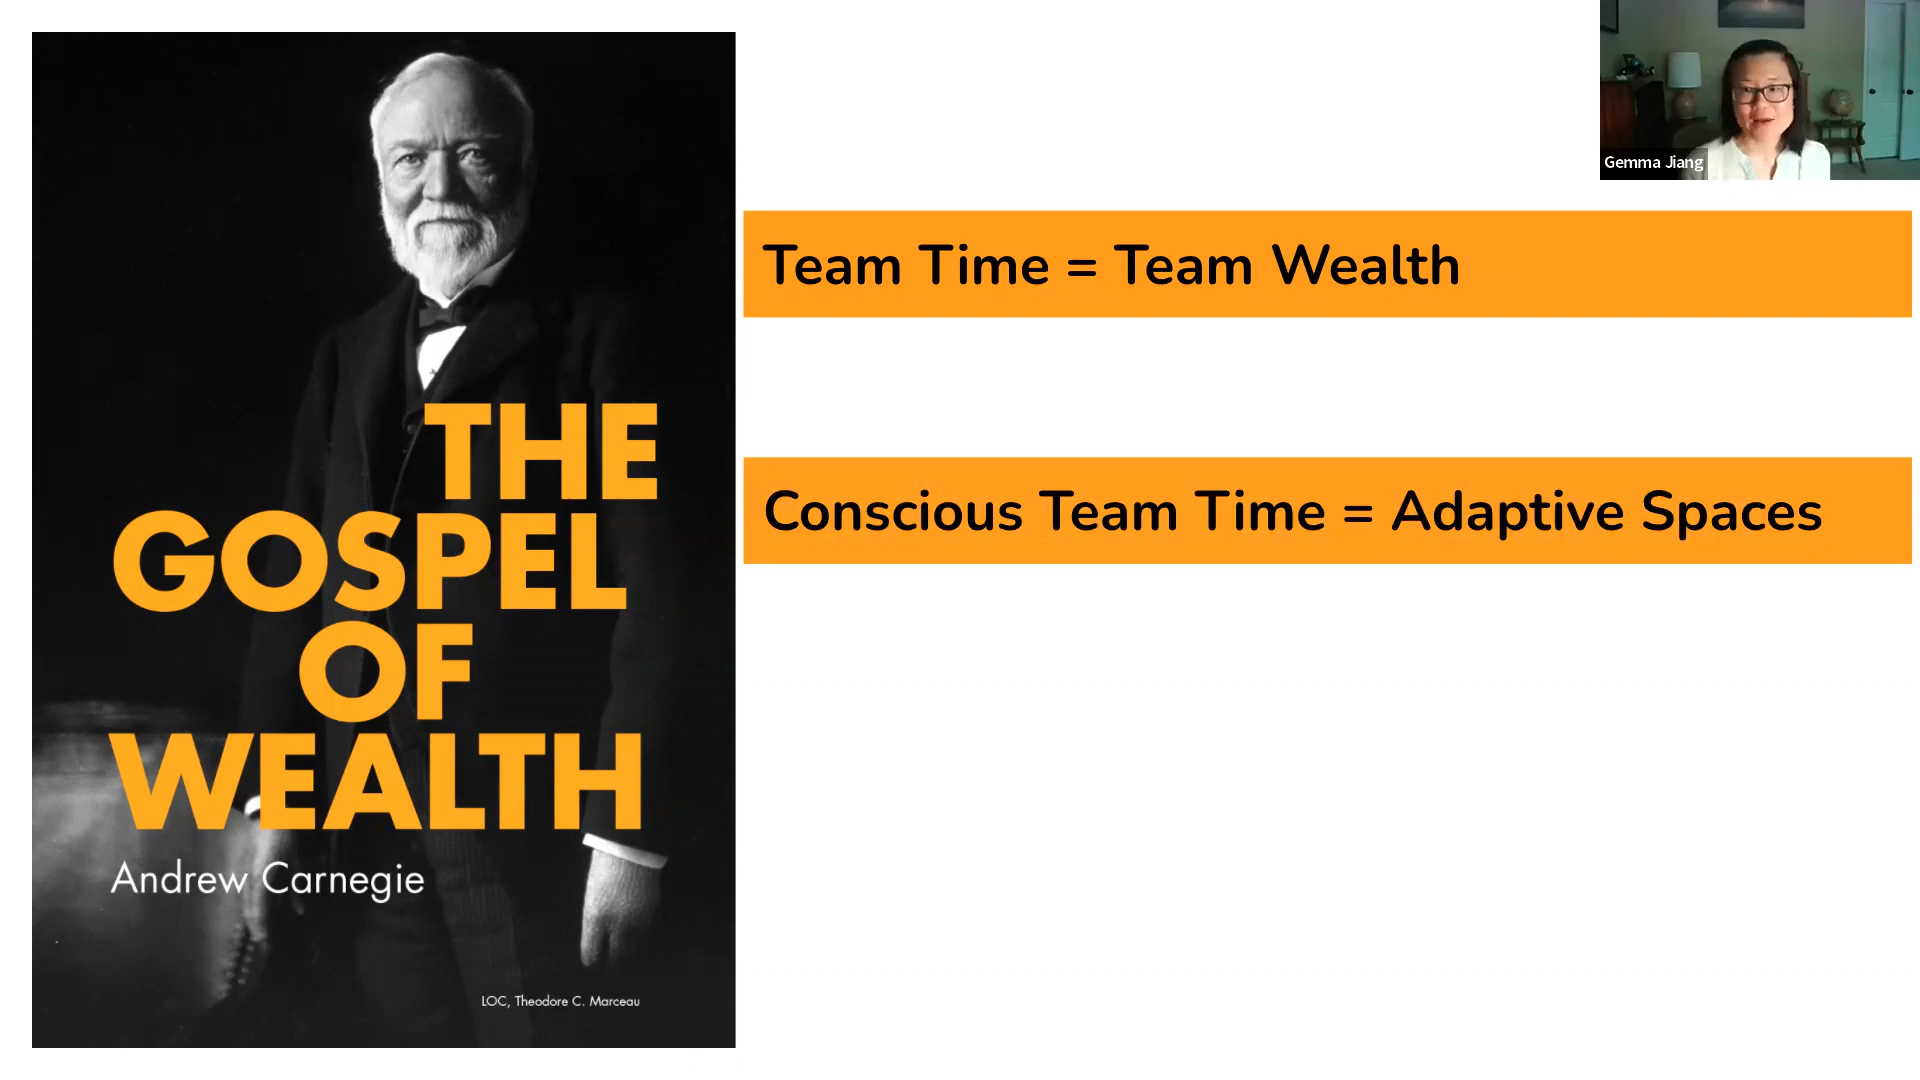 Gemma Jiang
Team Time = Team Wealth
Conscious Team Time = Adaptive Spaces
THE
GOSPEL
OF
WEALTH
Andrew Carnegie
LOC, Theodore C. Marceau